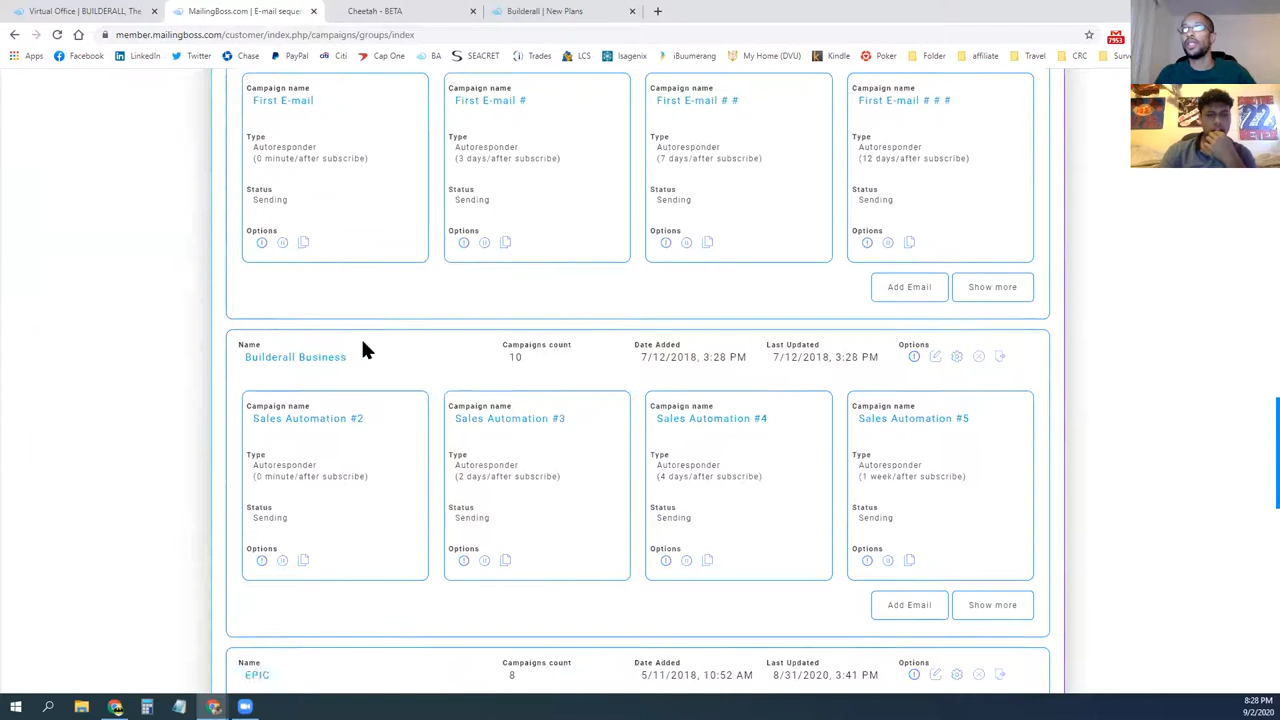 Virtual Office | BUILDERALL, The
MailingBoss.com | E-mail seque
Cheetah - BETA
Builderall | New Plans
member.mailingboss.com/customer/index.php/campaigns/groups/index
7953
Apps
Facebook
LinkedIn
Twitter
Chase
PayPal
Citi
Cap One
BA
SEACRET
Trades
LCS
Isagenix
iBuumerang
My Home (DVU)
Kindle
Poker
Folder
affiliate
Travel
CRC
Surve
Campaign name
First E-mail
Type
Autoresponder
(0 minute/after subscribe)
Status
Sending
Options
Campaign name
First E-mail #
Type
Autoresponder
(3 days/after subscribe)
Status
Sending
Options
Campaign name
First E-mail # #
Type
Autoresponder
(7 days/after subscribe)
Status
Sending
Options
Campaign name
First E-mail # # #
Type
Autoresponder
(12 days/after subscribe)
Status
Sending
Options
Add Email
Show more
Name
Builderall Business
Campaigns count
10
Date Added
7/12/2018, 3:28 PM
Last Updated
7/12/2018, 3:28 PM
Options
Campaign name
Sales Automation #2
Type
Autoresponder
(0 minute/after subscribe)
Status
Sending
Options
Campaign name
Sales Automation #3
Type
Autoresponder
(2 days/after subscribe)
Status
Sending
Options
Campaign name
Sales Automation #4
Type
Autoresponder
(4 days/after subscribe)
Status
Sending
Options
Campaign name
Sales Automation #5
Type
Autoresponder
(1 week/after subscribe)
Status
Sending
Options
Add Email
Show more
Name
EPIC
Campaigns count
8
Date Added
5/11/2018, 10:52 AM
Last Updated
8/31/2020, 3:41 PM
Options
8:28 PM
9/2/2020